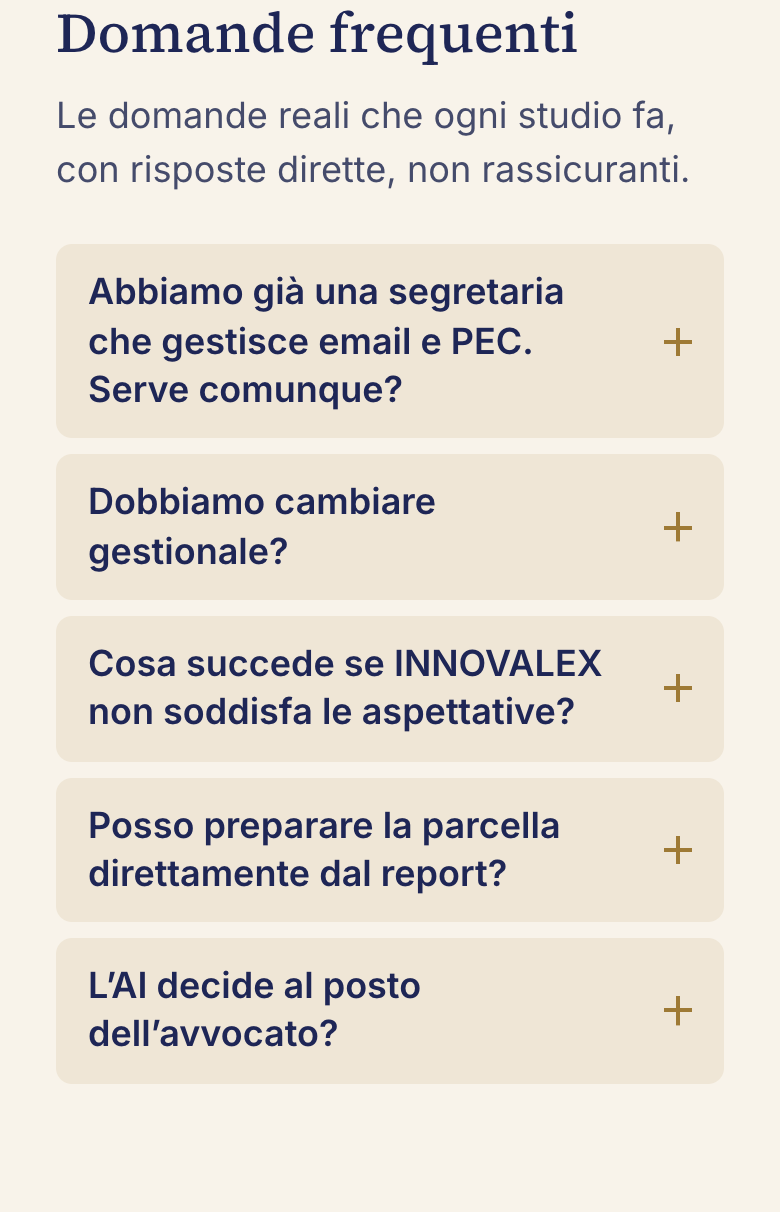 Domande frequenti
Le domande reali che ogni studio fa,
con risposte dirette, non rassicuranti.
Abbiamo già una segretaria
che gestisce email e PEC.
Serve comunque?
Dobbiamo cambiare
gestionale?
Cosa succede se INNOVALEX
non soddisfa le aspettative?
Posso preparare la parcella
direttamente dal report?
L’AI decide al posto
dell’avvocato?